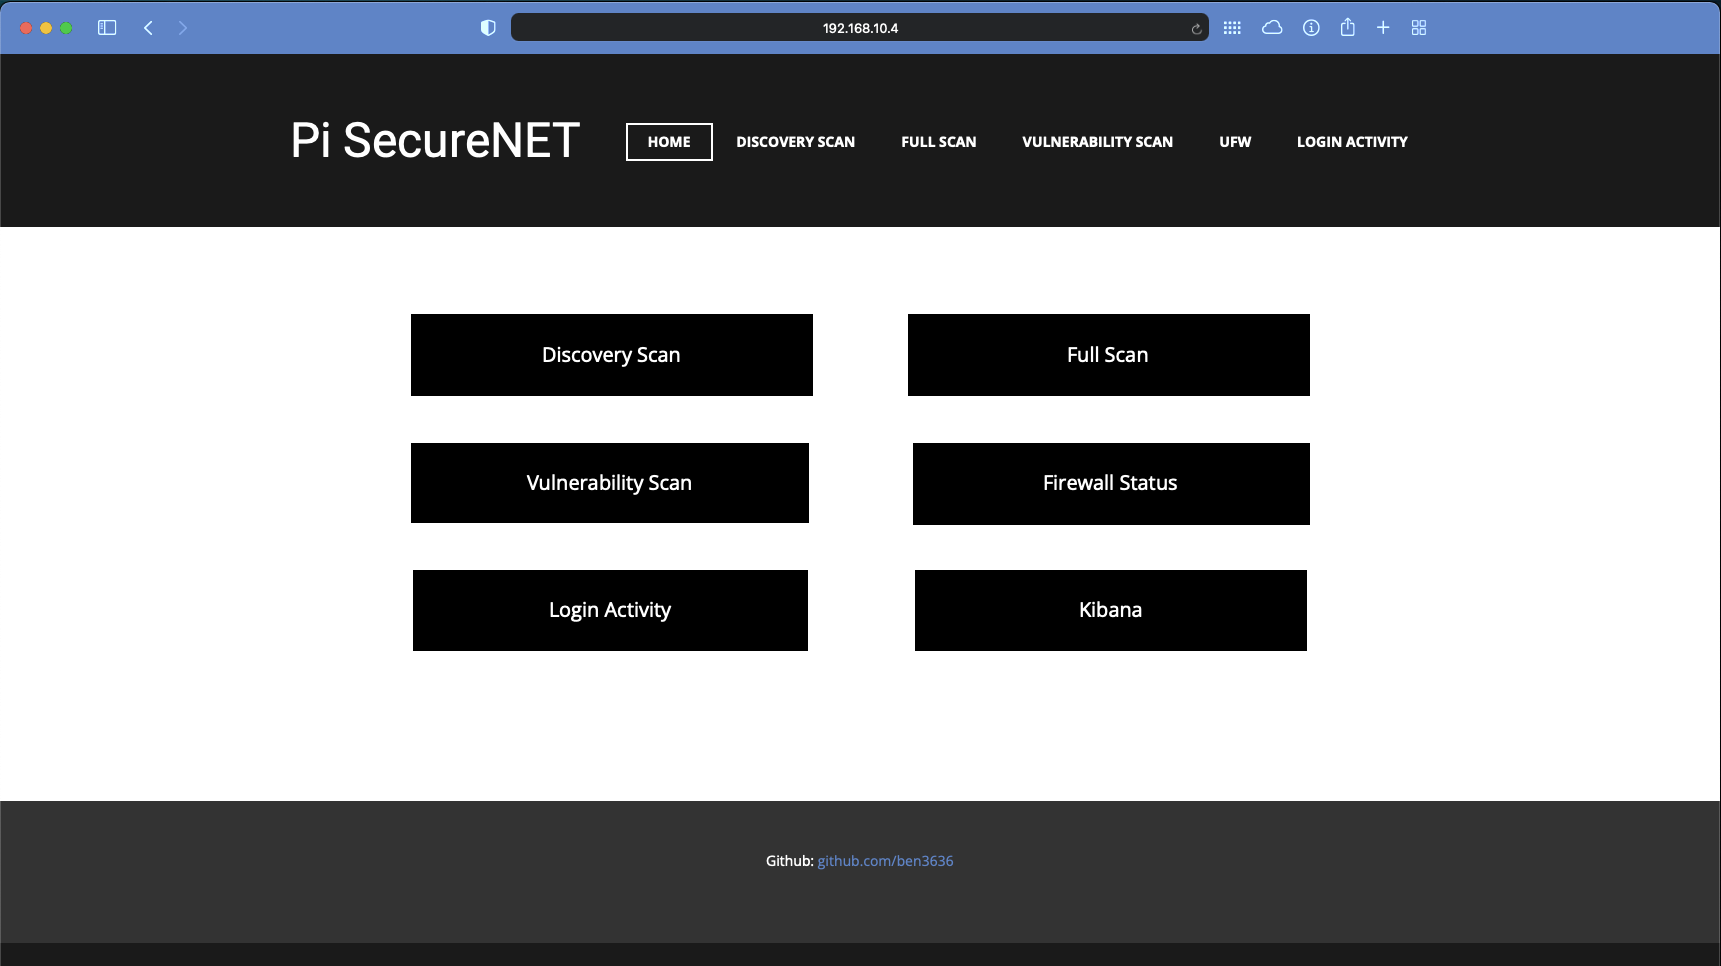 192.168.10.4
Pi SecureNET
HOME DISCOVERY SCAN FULL SCAN VULNERABILITY SCAN UFW LOGIN ACTIVITY
Discovery Scan
Full Scan
Vulnerability Scan
Firewall Status
Login Activity
Kibana
Github: github.com/ben3636